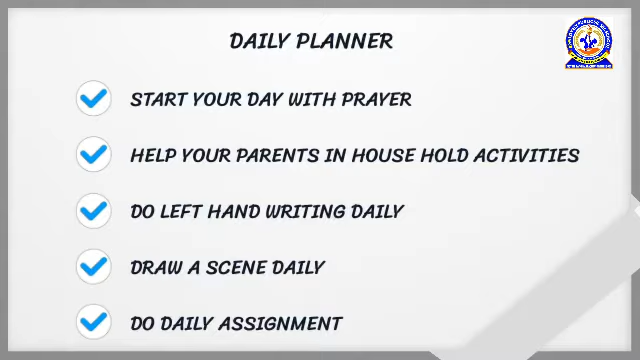 DAILY PLANNER
START YOUR DAY WITH PRAYER
HELP YOUR PARENTS IN HOUSE HOLD ACTIVITIES
DO LEFT HAND WRITING DAILY
DRAW A SCENE DAILY
DO DAILY ASSIGNMENT